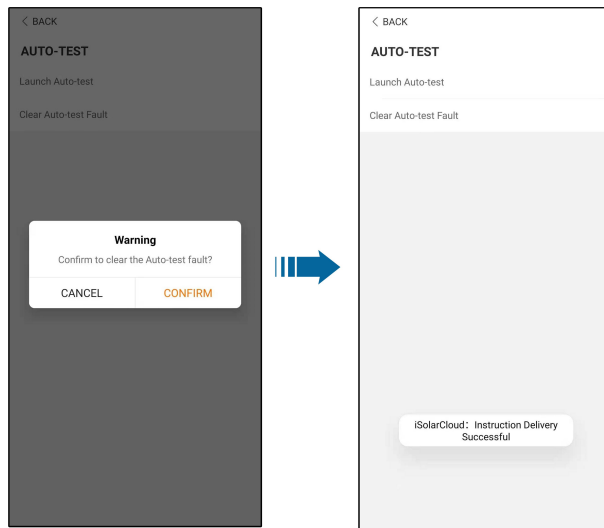 < BACK
AUTO-TEST
Launch Auto-test
Clear Auto-test Fault
Warning
Confirm to clear the Auto-test fault?
CANCEL
CONFIRM
< BACK
AUTO-TEST
Launch Auto-test
Clear Auto-test Fault
iSolarCloud：Instruction Delivery
Successful